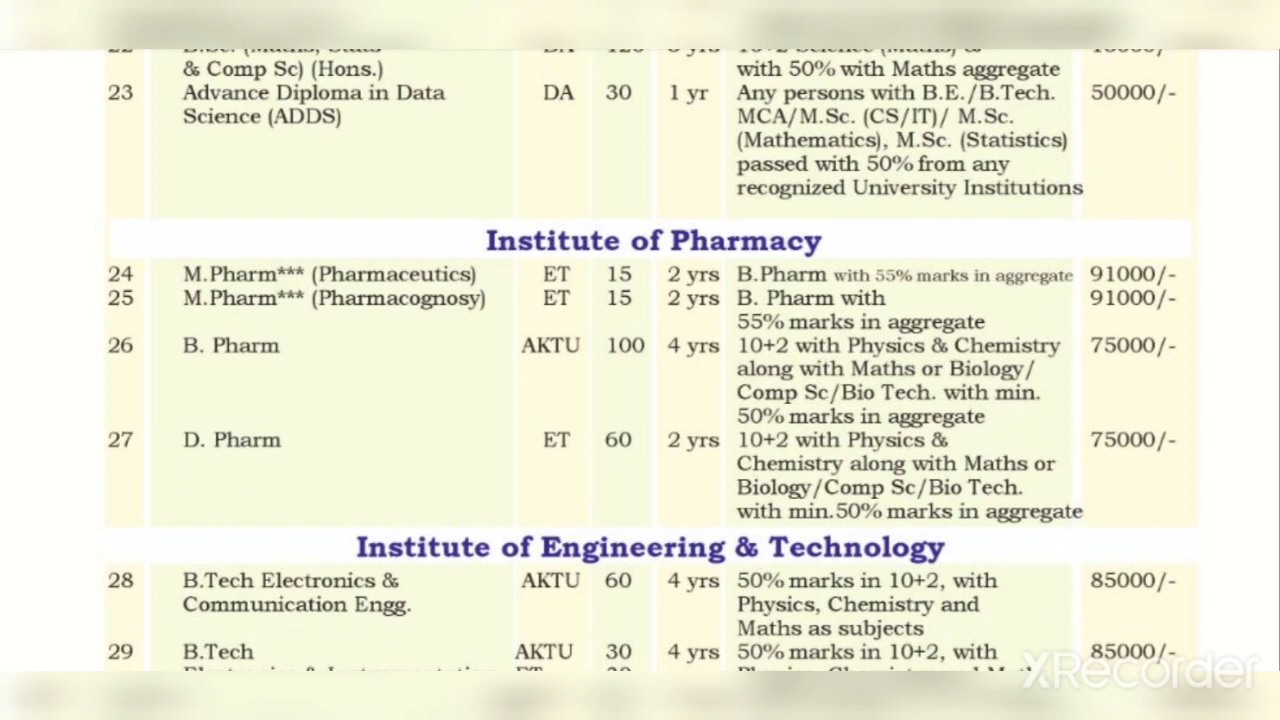 & Comp Sc) (Hons.) with 50% with Maths aggregate
23 Advance Diploma in Data DA 30 1 yr Any persons with B.E./B.Tech. 50000/-
Science (ADDS) MCA/M.Sc. (CS/IT)/ M.Sc.
(Mathematics), M.Sc. (Statistics)
passed with 50% from any
recognized University Institutions
Institute of Pharmacy
24 M.Pharm*** (Pharmaceutics) ET 15 2 yrs B.Pharm with 55% marks in aggregate 91000/-
25 M.Pharm*** (Pharmacognosy) ET 15 2 yrs B. Pharm with 91000/-
55% marks in aggregate
26 B. Pharm AKTU 100 4 yrs 10+2 with Physics & Chemistry 75000/-
along with Maths or Biology/
Comp Sc/Bio Tech. with min.
50% marks in aggregate
27 D. Pharm ET 60 2 yrs 10+2 with Physics & 75000/-
Chemistry along with Maths or
Biology/Comp Sc/Bio Tech.
with min.50% marks in aggregate
Institute of Engineering & Technology
28 B.Tech Electronics & AKTU 60 4 yrs 50% marks in 10+2, with 85000/-
Communication Engg. Physics, Chemistry and
Maths as subjects
29 B.Tech AKTU 30 4 yrs 50% marks in 10+2, with 85000/-
XRecorder